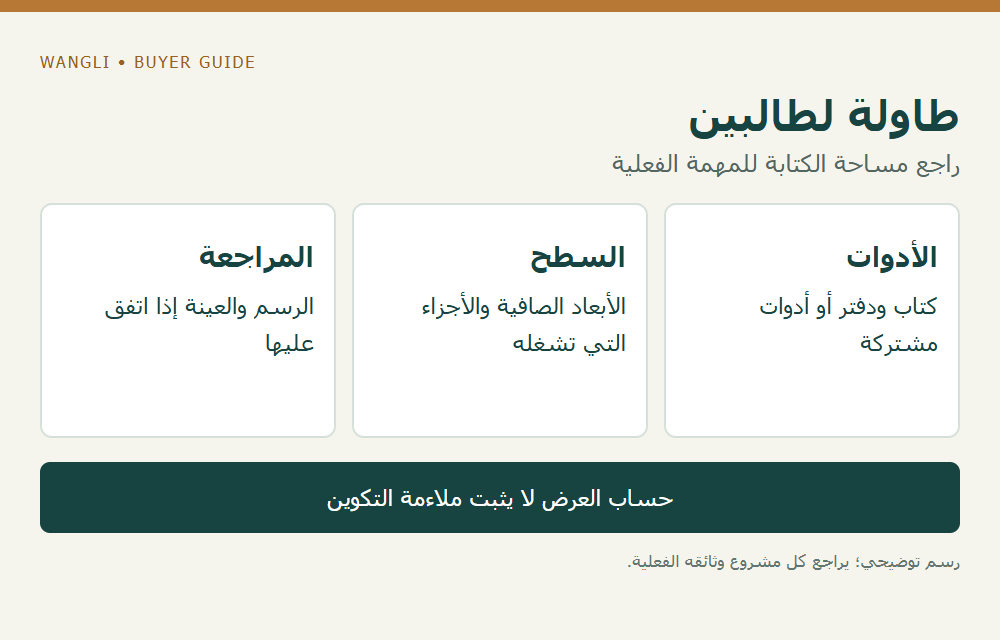 WANGLI • BUYER GUIDE
طاولة لطالبين
راجع مساحة الكتابة للمهمة الفعلية
الأدوات
كتاب ودفتر أو أدوات
مشتركة
السطح
الأبعاد الصافية والأجزاء
التي تشغله
المراجعة
الرسم والعينة إذا اتفق
عليها
حساب العرض لا يثبت ملاءمة التكوين
رسم توضيحي؛ يراجع كل مشروع وثائقه الفعلية.